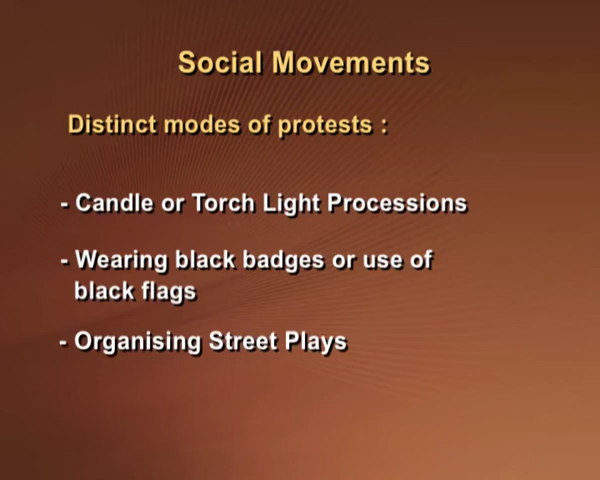 Social Movements
Distinct modes of protests :
- Candle or Torch Light Processions
- Wearing black badges or use of
black flags
- Organising Street Plays